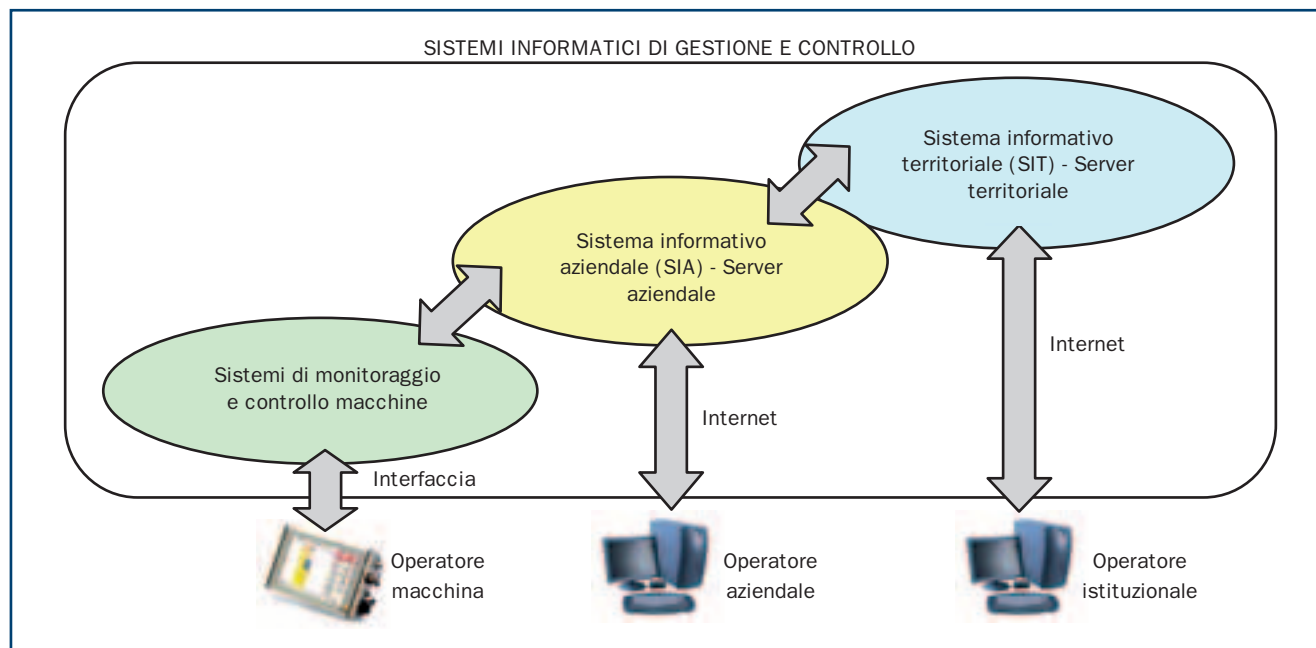 SISTEMI INFORMATICI DI GESTIONE E CONTROLLO
Sistema informativo
territoriale (SIT) - Server
territoriale
Sistema informativo
aziendale (SIA) - Server
aziendale
Sistemi di monitoraggio
e controllo macchine
Internet
Internet
Interfaccia
Operatore
macchina
Operatore
aziendale
Operatore
istituzionale